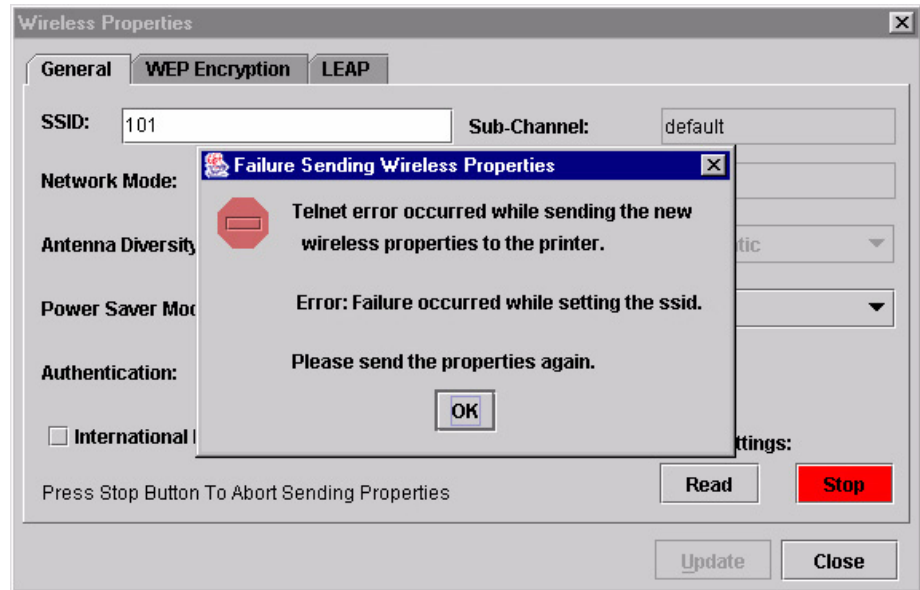 Wireless Properties
General WEP Encryption LEAP
SSID: 101 Sub-Channel: default
Failure Sending Wireless Properties
Network Mode:
Telnet error occurred while sending the new
wireless properties to the printer.
Antenna Diversity
Error: Failure occurred while setting the ssid.
Power Saver
Please send the properties again.
Authentication:
OK
International
Press Stop Button To Abort Sending Properties
Read Stop
Update Close